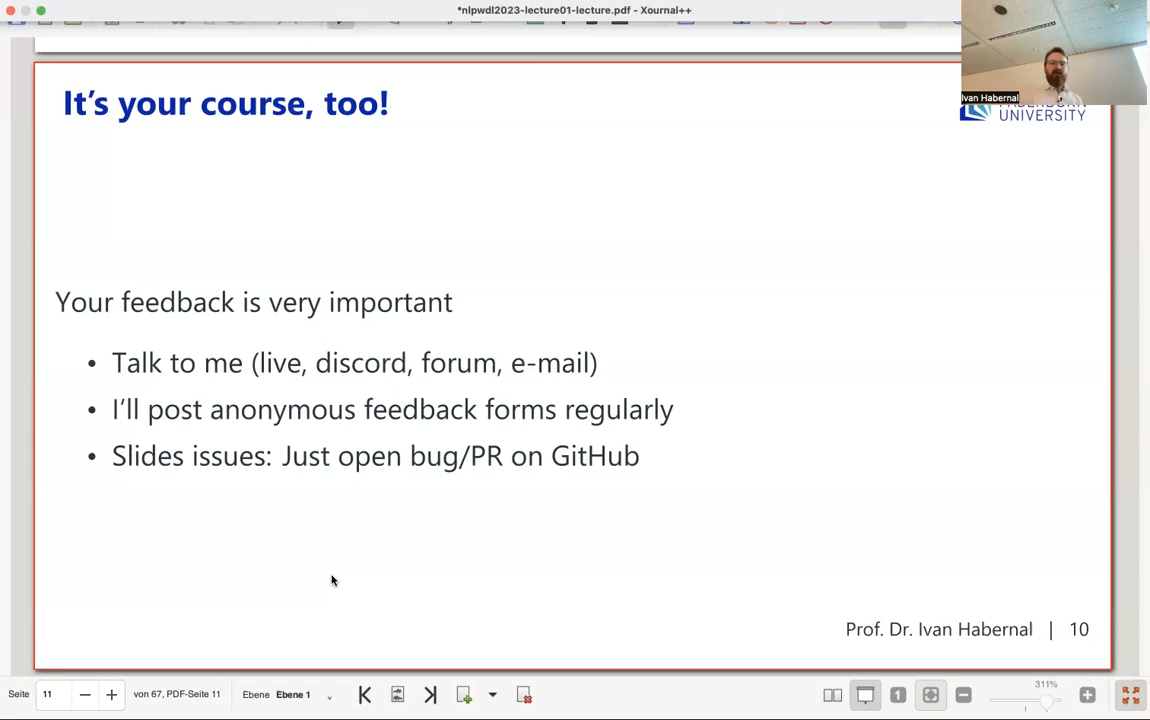 *nlpwdl2023-lecture01-lecture.pdf - Xournal++
Ivan Habernal
It's your course, too!
UNIVERSITY
Your feedback is very important
• Talk to me (live, discord, forum, e-mail)
• I'll post anonymous feedback forms regularly
• Slides issues: Just open bug/PR on GitHub
Prof. Dr. Ivan Habernal | 10
Seite 11 von 67, PDF-Seite 11 Ebene Ebene 1 1 311%